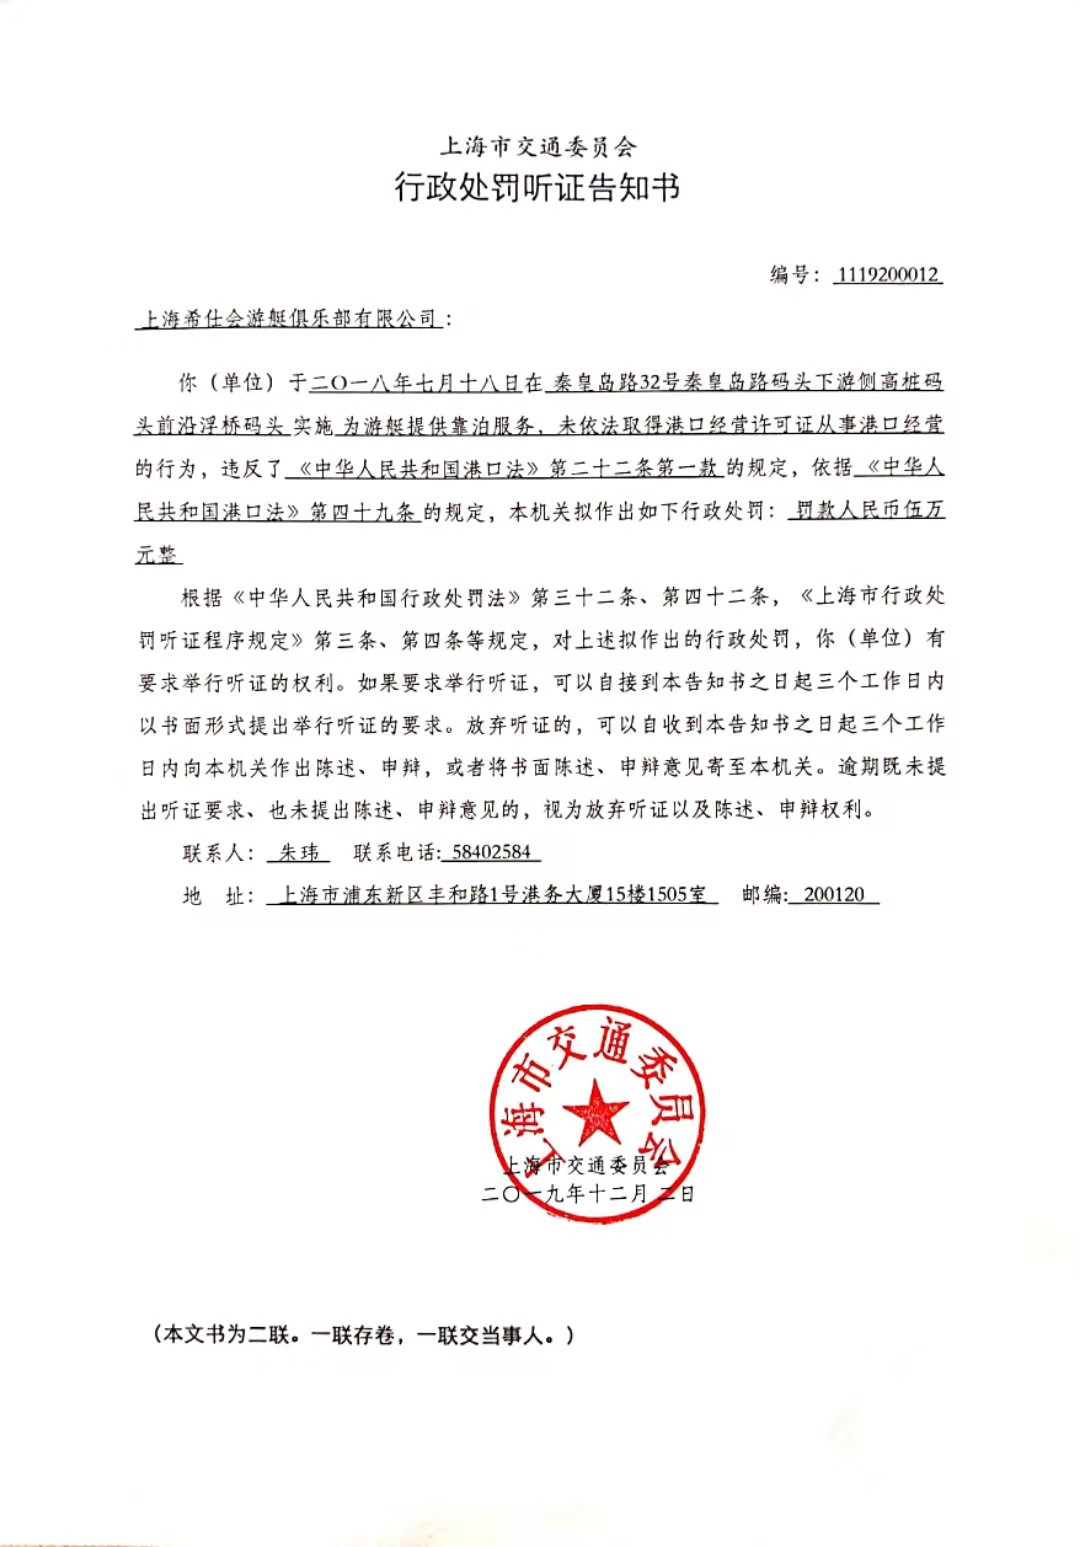 上海市交通委员会
行政处罚听证告知书
编号：1119200012
上海希仕会游艇俱乐部有限公司：
你（单位）于二〇一八年七月十八日在 秦皇岛路32号秦皇岛路码头下游侧高桩码
头前沿浮桥码头 实施 为游艇提供靠泊服务，未依法取得港口经营许可证从事港口经营
的行为，违反了 《中华人民共和国港口法》第二十二条第一款 的规定，依据 《中华人
民共和国港口法》第四十九条 的规定，本机关拟作出如下行政处罚： 罚款人民币伍万
元整
根据《中华人民共和国行政处罚法》第三十二条、第四十二条，《上海市行政处
罚听证程序规定》第三条、第四条等规定，对上述拟作出的行政处罚，你（单位）有
要求举行听证的权利。如果要求举行听证，可以自接到本告知书之日起三个工作日内
以书面形式提出举行听证的要求。放弃听证的，可以自收到本告知书之日起三个工作
日内向本机关作出陈述、申辩，或者将书面陈述、申辩意见寄至本机关。逾期既未提
出听证要求、也未提出陈述、申辩意见的，视为放弃听证以及陈述、申辩权利。
联系人： 朱玮 联系电话: 58402584
地 址： 上海市浦东新区丰和路1号港务大厦15楼1505室 邮编: 200120
上海市交通委员会
上海市交通委员会
二〇一九年十二月 二日
（本文书为二联。一联存卷，一联交当事人。）